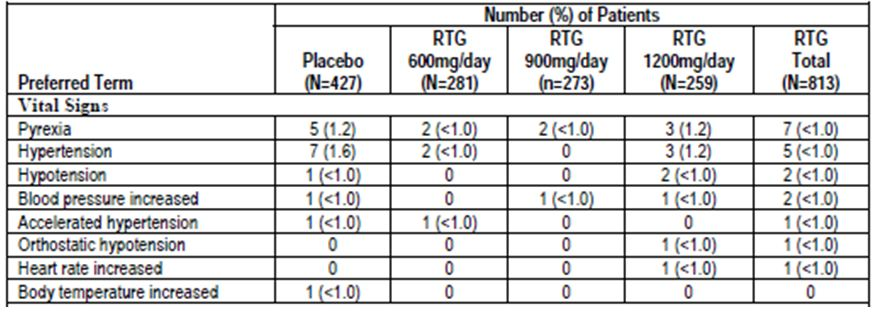 Number (%) of Patients
Preferred Term | Placebo (N=427) | RTG 600mg/day (N=281) | RTG 900mg/day (n=273) | RTG 1200mg/day (N=259) | RTG Total (N=813)
Vital Signs
Pyrexia | 5 (1.2) | 2 (<1.0) | 2 (<1.0) | 3 (1.2) | 7 (<1.0)
Hypertension | 7 (1.6) | 2 (<1.0) | 0 | 3 (1.2) | 5 (<1.0)
Hypotension | 1 (<1.0) | 0 | 0 | 2 (<1.0) | 2 (<1.0)
Blood pressure increased | 1 (<1.0) | 0 | 1 (<1.0) | 1 (<1.0) | 2 (<1.0)
Accelerated hypertension | 1 (<1.0) | 1 (<1.0) | 0 | 0 | 1 (<1.0)
Orthostatic hypotension | 0 | 0 | 0 | 1 (<1.0) | 1 (<1.0)
Heart rate increased | 0 | 0 | 0 | 1 (<1.0) | 1 (<1.0)
Body temperature increased | 1 (<1.0) | 0 | 0 | 0 | 0